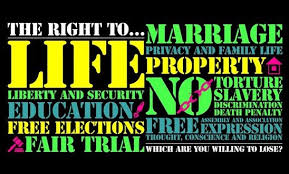 THE RIGHT TO...
LIFE
LIBERTY AND SECURITY
EDUCATION
FREE ELECTIONS
FAIR TRIAL
MARRIAGE
PRIVACY AND FAMILY LIFE
PROPERTY
NO
TORTURE
SLAVERY
DISCRIMINATION
DEATH PENALTY
FREE
ASSEMBLY AND ASSOCIATION
EXPRESSION
THOUGHT, CONSCIENCE AND RELIGION
WHICH ARE YOU WILLING TO LOSE?